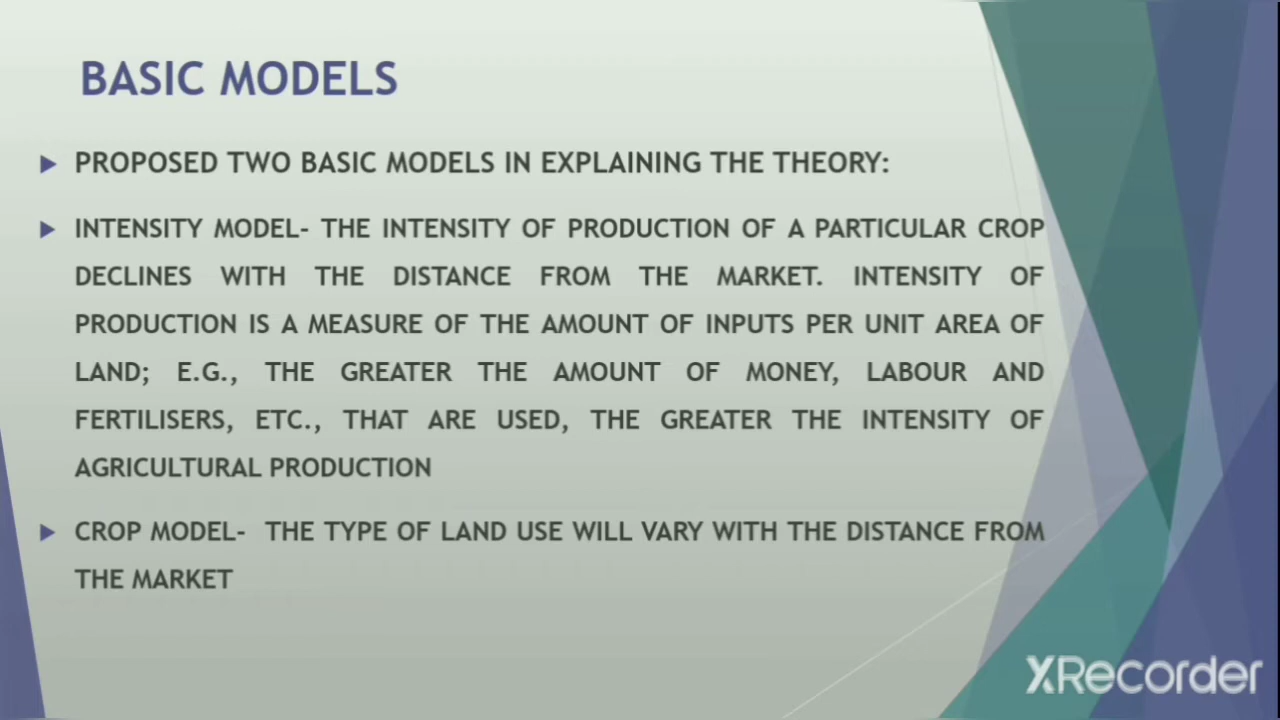 BASIC MODELS
PROPOSED TWO BASIC MODELS IN EXPLAINING THE THEORY:
INTENSITY MODEL- THE INTENSITY OF PRODUCTION OF A PARTICULAR CROP
DECLINES WITH THE DISTANCE FROM THE MARKET. INTENSITY OF
PRODUCTION IS A MEASURE OF THE AMOUNT OF INPUTS PER UNIT AREA OF
LAND; E.G., THE GREATER THE AMOUNT OF MONEY, LABOUR AND
FERTILISERS, ETC., THAT ARE USED, THE GREATER THE INTENSITY OF
AGRICULTURAL PRODUCTION
CROP MODEL- THE TYPE OF LAND USE WILL VARY WITH THE DISTANCE FROM
THE MARKET
XRecorder